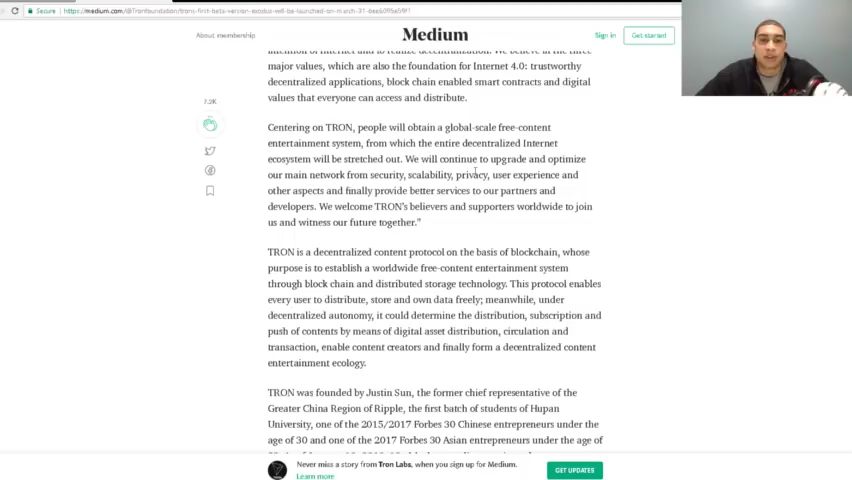 Secure https://medium.com/@Tronfoundation/trons-first-beta-version-exodus-will-be-launched-on-march-31-
About membership
Medium
Sign in
Get started
intention of Internet and to realize decentralization. We believe in the three
major values, which are also the foundation for Internet 4.0: trustworthy
decentralized applications, block chain enabled smart contracts and digital
values that everyone can access and distribute.
7.3K
Centering on TRON, people will obtain a global-scale free-content
entertainment system, from which the entire decentralized Internet
ecosystem will be stretched out. We will continue to upgrade and optimize
our main network from security, scalability, privacy, user experience and
other aspects and finally provide better services to our partners and
developers. We welcome TRON's believers and supporters worldwide to join
us and witness our future together."
TRON is a decentralized content protocol on the basis of blockchain, whose
purpose is to establish a worldwide free-content entertainment system
through block chain and distributed storage technology. This protocol enables
every user to distribute, store and own data freely; meanwhile, under
decentralized autonomy, it could determine the distribution, subscription and
push of contents by means of digital asset distribution, circulation and
transaction, enable content creators and finally form a decentralized content
entertainment ecology.
TRON was founded by Justin Sun, the former chief representative of the
Greater China Region of Ripple, the first batch of students of Hupan
University, one of the 2015/2017 Forbes 30 Chinese entrepreneurs under the
age of 30 and one of the 2017 Forbes 30 Asian entrepreneurs under the age of
Never miss a story from Tron Labs, when you sign up for Medium.
Learn more
GET UPDATES